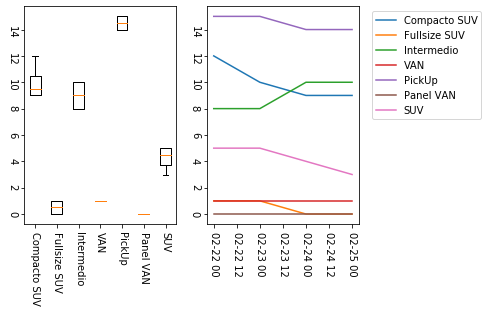 14
12
10
8
6
4
2
0
Compacto SUV
Fullsize SUV
Intermedio
VAN
PickUp
Panel VAN
SUV
14
12
10
8
6
4
2
0
02-22 00
02-22 12
02-23 00
02-23 12
02-24 00
02-24 12
02-25 00
Compacto SUV
Fullsize SUV
Intermedio
VAN
PickUp
Panel VAN
SUV